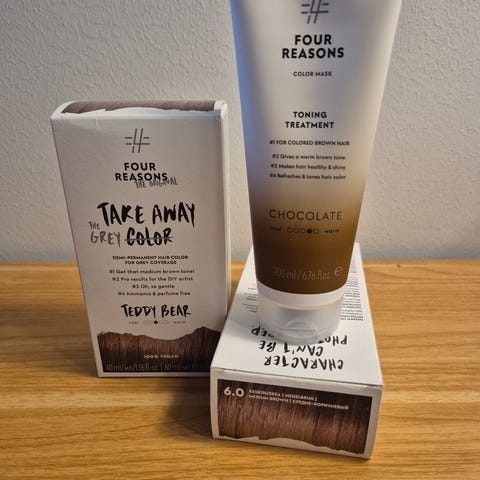 FOUR
REASONS
THE ORIGINAL
TAKE AWAY
THE
GREY COLOR
DEMI-PERMANENT HAIR COLOR
FOR GREY COVERAGE
#1 Get that medium brown tone!
#2 Pro results for the DIY artist
#3 Oh, so gentle
#4 Ammonia & perfume free
TEDDY BEAR
cool warm
100% VEGAN
FOUR
REASONS
COLOR MASK
TONING
TREATMENT
#1 FOR COLORED BROWN HAIR
#2 Gives a warm brown tone
#3 Makes hair healthy & shiny
#4 Refreshes & tones hair color
CHOCOLATE
cool warm
200 ml / 6.76 fl oz. e
CHARACTER
CAN'T BE
6.0 KESKIRUSKEA | MEDELBRUN |
MEDIUM BROWN | СРЕДНЕ-КОРИЧНЕВЫЙ